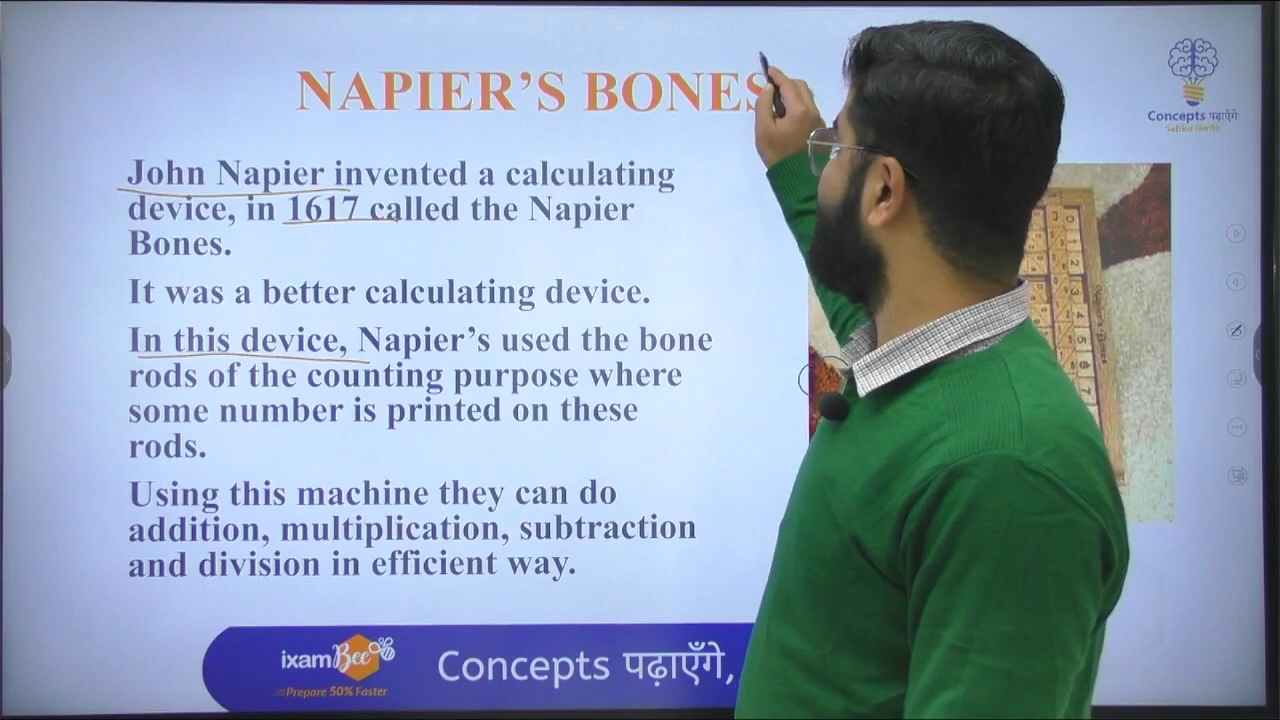 NAPIER'S BONES
Concepts पढ़ाएँगे
John Napier invented a calculating
device, in 1617 called the Napier
Bones.
It was a better calculating device.
In this device, Napier's used the bone
rods of the counting purpose where
some number is printed on these
rods.
Using this machine they can do
addition, multiplication, subtraction
and division in efficient way.
ixamBee
Prepare 50% Faster
Concepts पढ़ाएँगे,